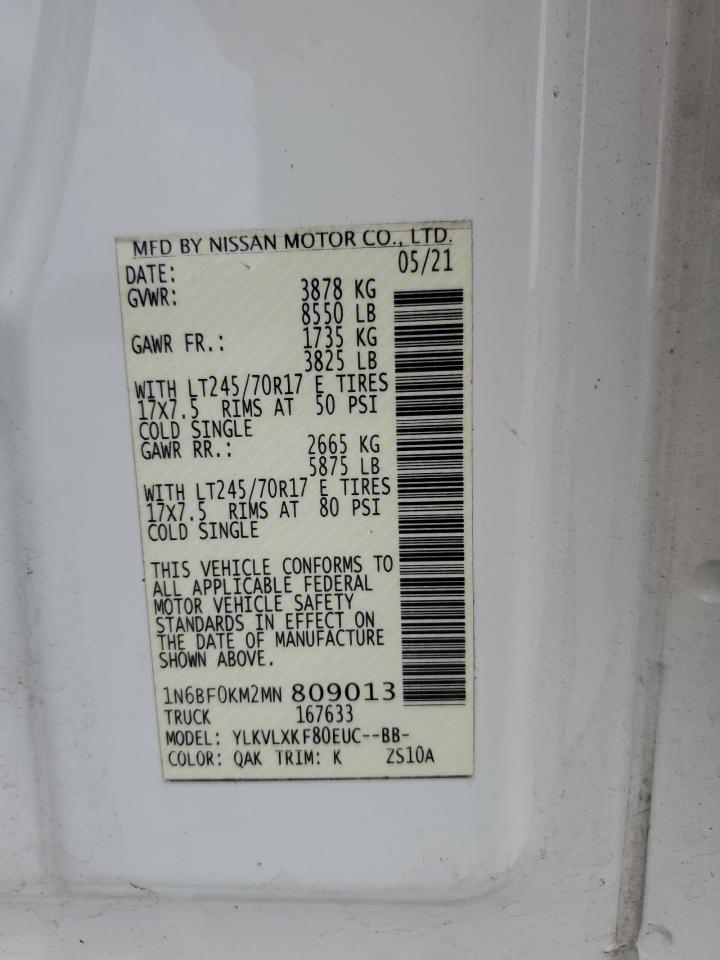 MFD BY NISSAN MOTOR CO., LTD.
DATE: 05/21
GVWR: 3878 KG
8550 LB
GAWR FR.: 1735 KG
3825 LB
WITH LT245/70R17 E TIRES
17X7.5 RIMS AT 50 PSI
COLD SINGLE
GAWR RR.: 2665 KG
5875 LB
WITH LT245/70R17 E TIRES
17X7.5 RIMS AT 80 PSI
COLD SINGLE
THIS VEHICLE CONFORMS TO
ALL APPLICABLE FEDERAL
MOTOR VEHICLE SAFETY
STANDARDS IN EFFECT ON
THE DATE OF MANUFACTURE
SHOWN ABOVE.
1N6BF0KM2MN 809013
TRUCK 167633
MODEL: YLKVLXKF80EUC--BB-
COLOR: QAK TRIM: K ZS10A